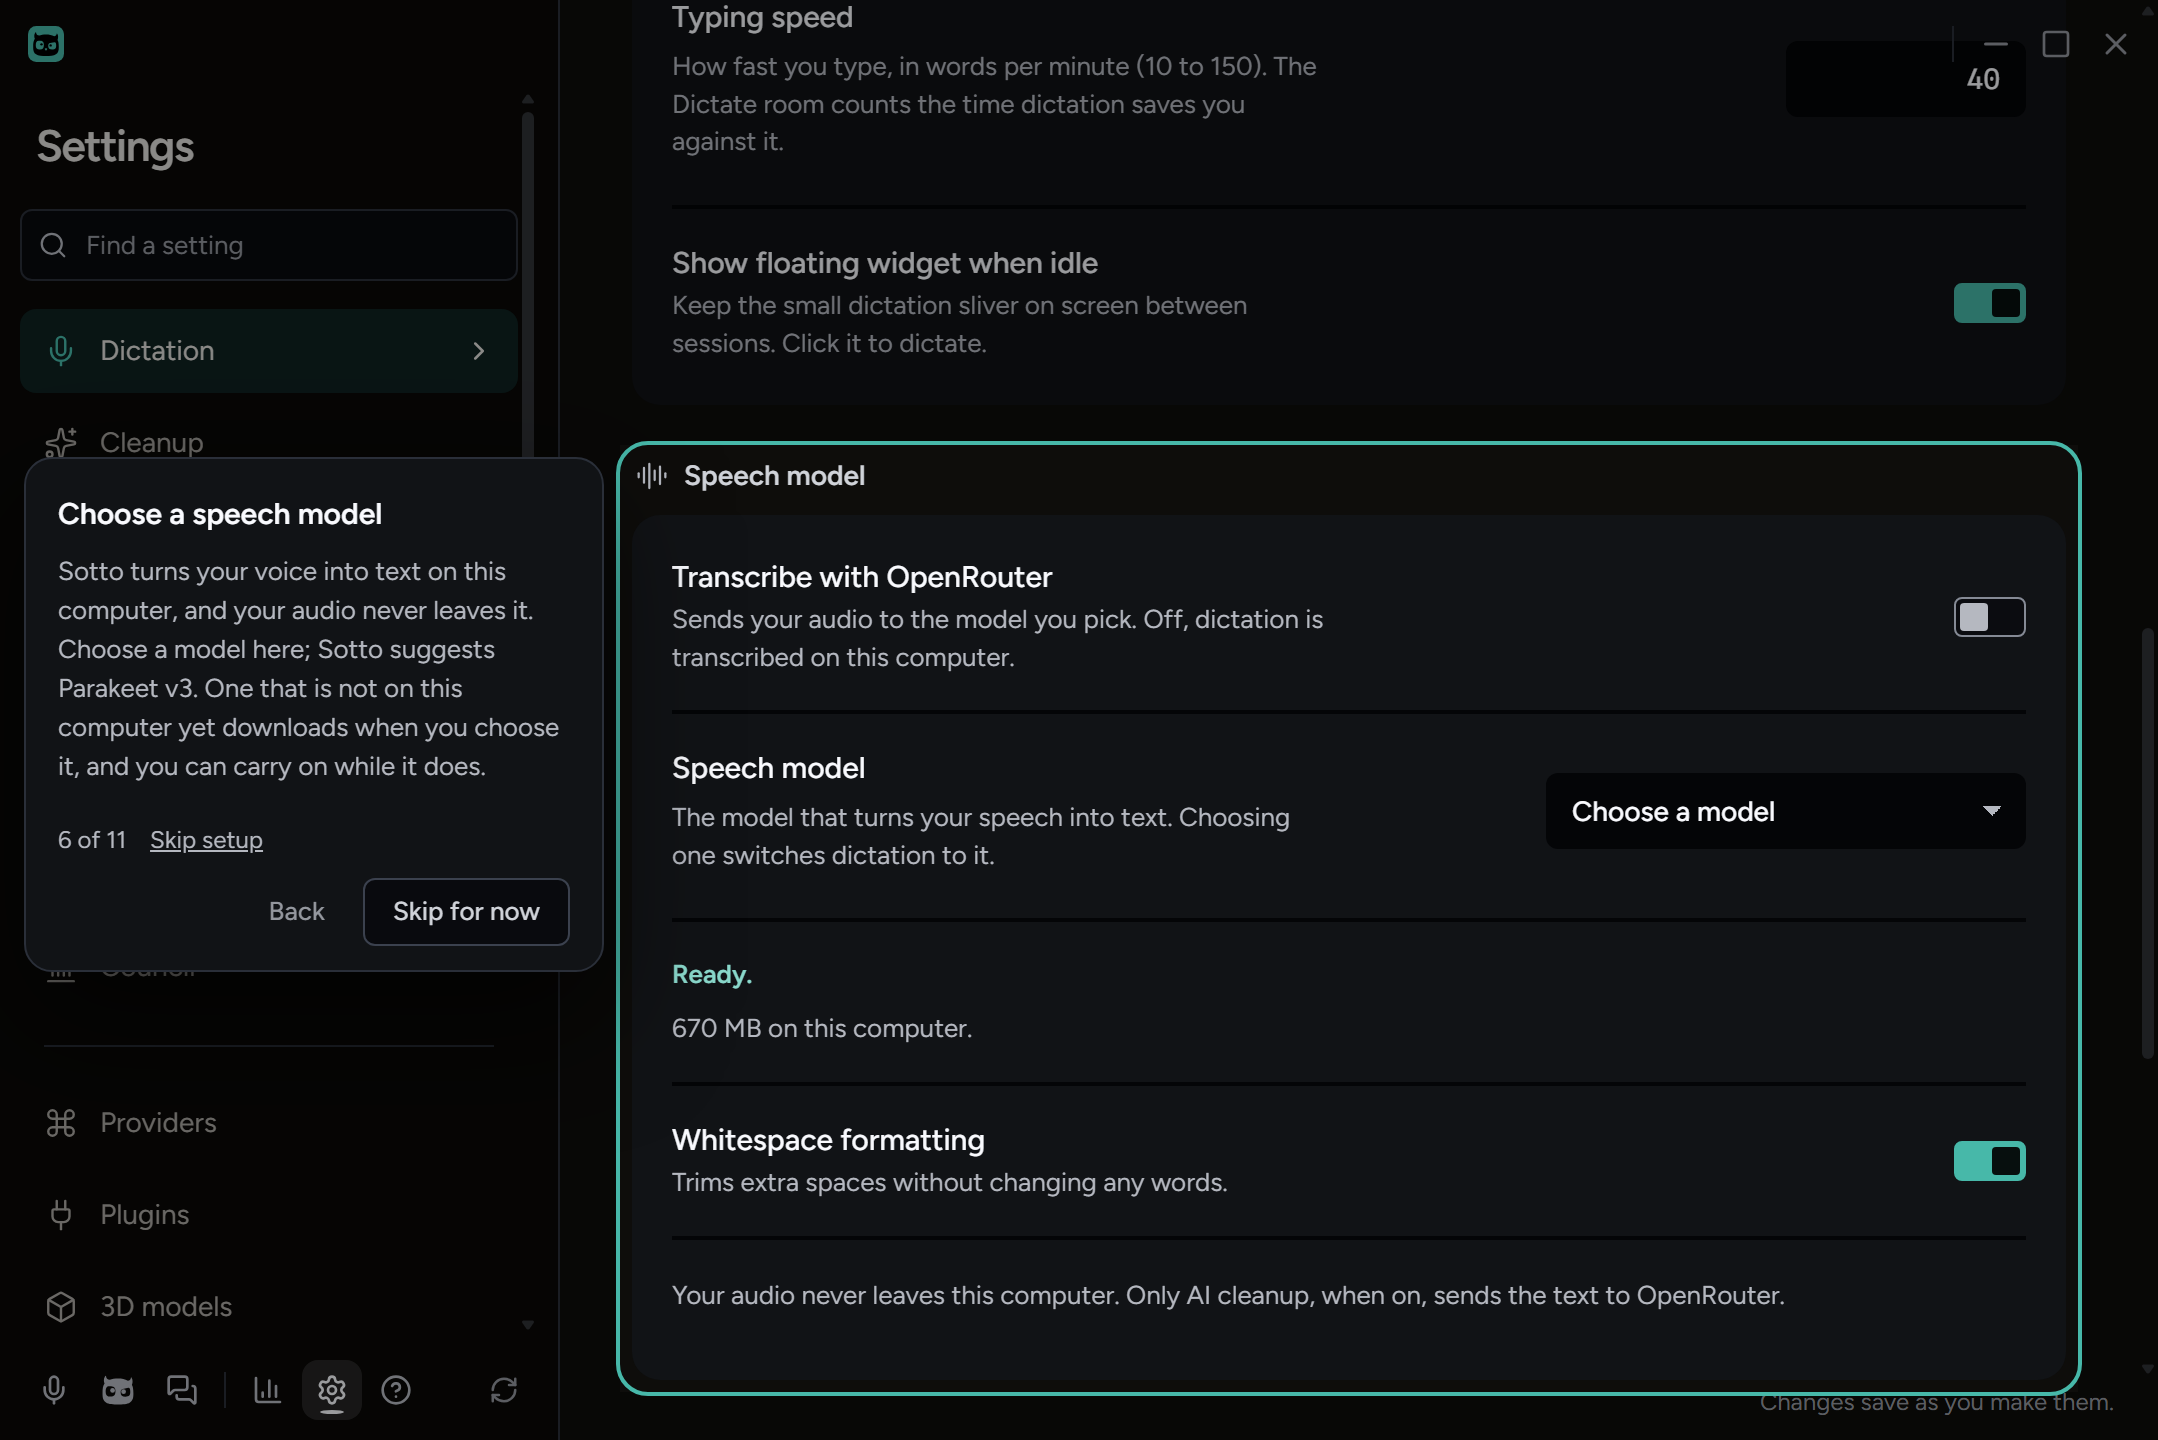 Settings
Find a setting
Dictation
Cleanup
Choose a speech model
Sotto turns your voice into text on this
computer, and your audio never leaves it.
Choose a model here; Sotto suggests
Parakeet v3. One that is not on this
computer yet downloads when you choose
it, and you can carry on while it does.
6 of 11 Skip setup
Back Skip for now
Council
Providers
Plugins
3D models
Typing speed
How fast you type, in words per minute (10 to 150). The
Dictate room counts the time dictation saves you
against it.
40
Show floating widget when idle
Keep the small dictation sliver on screen between
sessions. Click it to dictate.
Speech model
Transcribe with OpenRouter
Sends your audio to the model you pick. Off, dictation is
transcribed on this computer.
Speech model
The model that turns your speech into text. Choosing
one switches dictation to it.
Choose a model
Ready.
670 MB on this computer.
Whitespace formatting
Trims extra spaces without changing any words.
Your audio never leaves this computer. Only AI cleanup, when on, sends the text to OpenRouter.
Changes save as you make them.